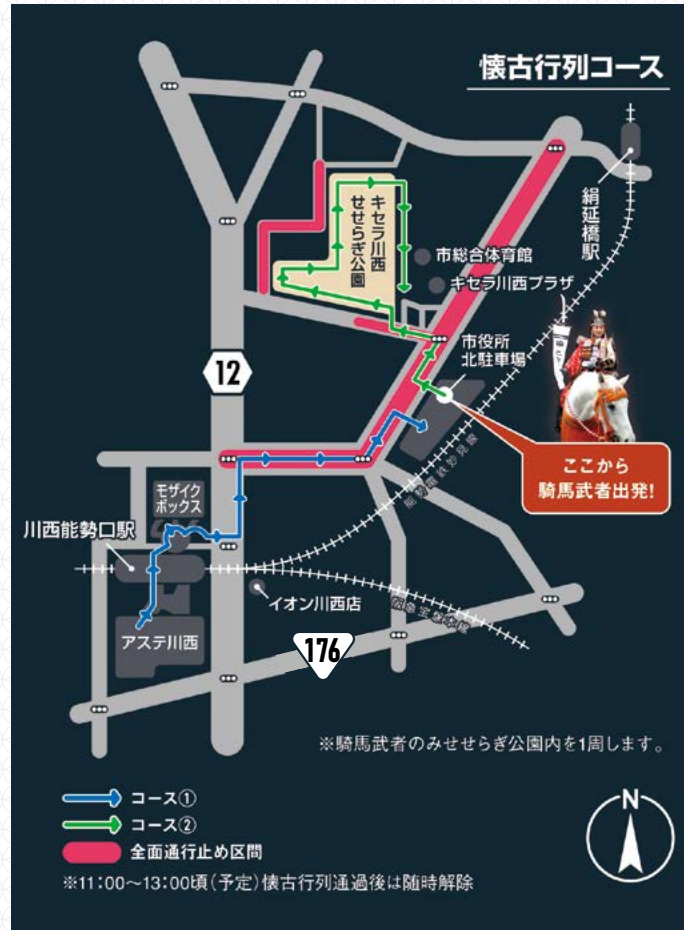 懐古行列コース
絹延橋駅
キセラ川西
せせらぎ公園
市総合体育館
キセラ川西プラザ
市役所
北駐車場
12
ここから
騎馬武者出発!
能勢電鉄妙見線
モザイク
ボックス
川西能勢口駅
イオン川西店
アステ川西
176
※騎馬武者のみせせらぎ公園内を1周します。
コース①
コース②
全面通行止め区間
※11:00〜13:00頃(予定)懐古行列通過後は随時解除
N